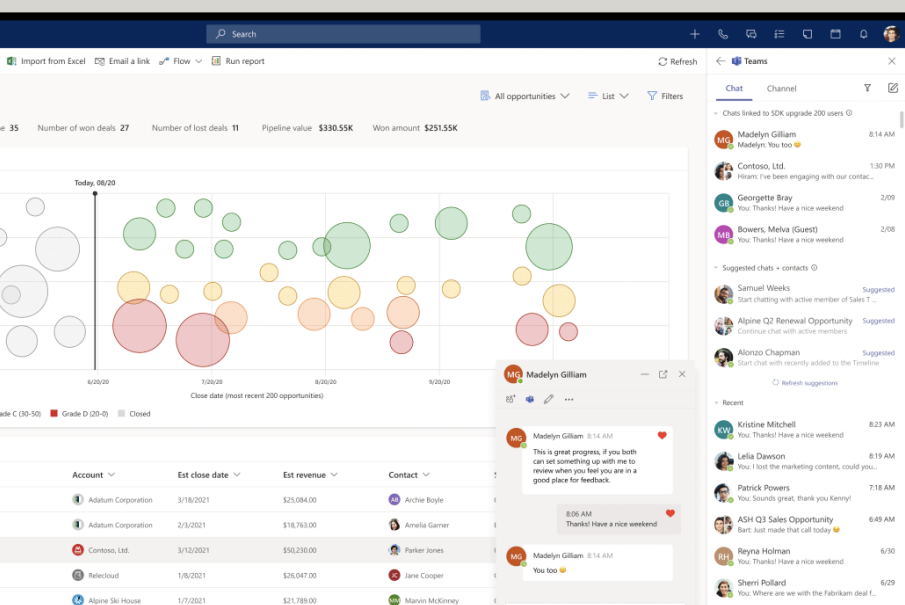 Search
Import from Excel Email a link Flow Run report Refresh
All opportunities List Filters
35 Number of won deals 27 Number of lost deals 11 Pipeline value $330.55K Won amount $251.55K
Today, 08/20
6/20/20 7/20/20 8/20/20 9/20/20
Close date (most recent 200 opportunities)
C (30-50) Grade D (20-0) Closed
Account Est close date Est revenue Contact
Adatum Corporation 3/18/2021 $25,084.00 AB Archie Boyle
Adatum Corporation 2/3/2021 $18,763.00 Amelia Garner
Contoso, Ltd. 3/12/2021 $50,230.00 Parker Jones
Relecloud 1/8/2021 $26,047.00 JC Jane Cooper
Alpine Ski House 1/7/2021 $21,789.00 MM Marvin McKinney
MG Madelyn Gilliam
MG Madelyn Gilliam 8:14 AM
This is great progress, if you both
can set something up with me to
review when you feel you are in a
good place for feedback.
8:06 AM
Thanks! Have a nice weekend
MG Madelyn Gilliam 8:14 AM
You too
Teams
Chat Channel
Chats linked to SDK upgrade 200 users
MG Madelyn Gilliam 8:14 AM
Madelyn: You too
Contoso, Ltd. 1:30 PM
Hiram: I've been engaging with our contac...
GB Georgette Bray 2/09
You: Thanks! Have a nice weekend
MB Bowers, Melva (Guest) 2/08
You: Thanks! Have a nice weekend
Suggested chats + contacts
Samuel Weeks Suggested
Start chatting with active member of Sales T ...
Alpine Q2 Renewal Opportunity Suggested
Continue chat with active members
Alonzo Chapman Suggested
Start chat with recently added to the Timeline
Refresh suggestions
Recent
KW Kristine Mitchell 8:23 AM
You: Thanks! Have a nice weekend
Lelia Dawson 8:19 AM
You: I lost the marketing content, could you...
Patrick Powers 7:18 AM
You: Sounds great, thank you Kenny!
ASH Q3 Sales Opportunity 6:49 AM
Bart: Just made that call today
RH Reyna Holman 6/30
You: Thanks! Have a nice weekend
Sherri Pollard 6/29
You: Where are we with the Fabrikam deal f...